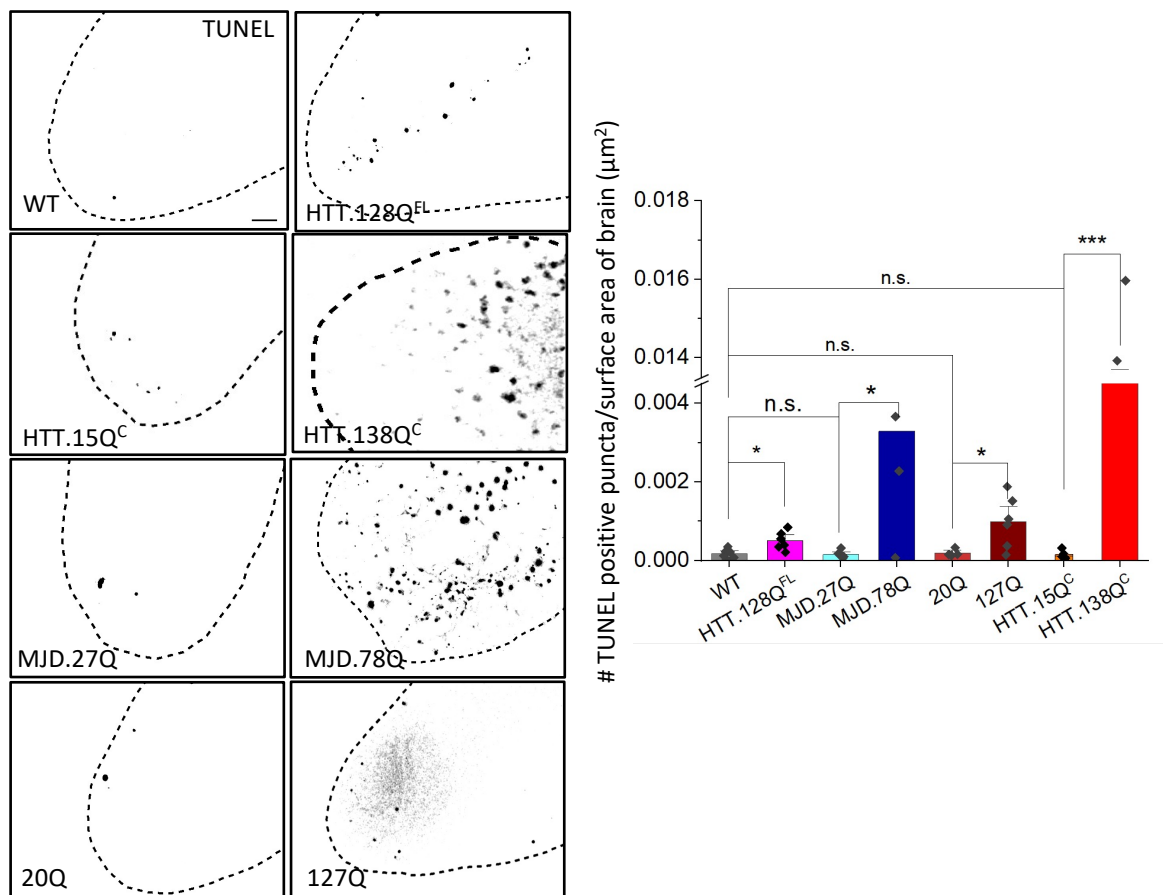 TUNEL
WT
HTT.128Q^FL
HTT.15Q^C
HTT.138Q^C
MJD.27Q
MJD.78Q
20Q
127Q
# TUNEL positive puncta/surface area of brain (μm²)
0.018
0.016
0.014
0.004
0.002
0.000
***
n.s.
n.s.
n.s.
*
*
*
WT
HTT.128Q^FL
MJD.27Q
MJD.78Q
20Q
127Q
HTT.15Q^C
HTT.138Q^C